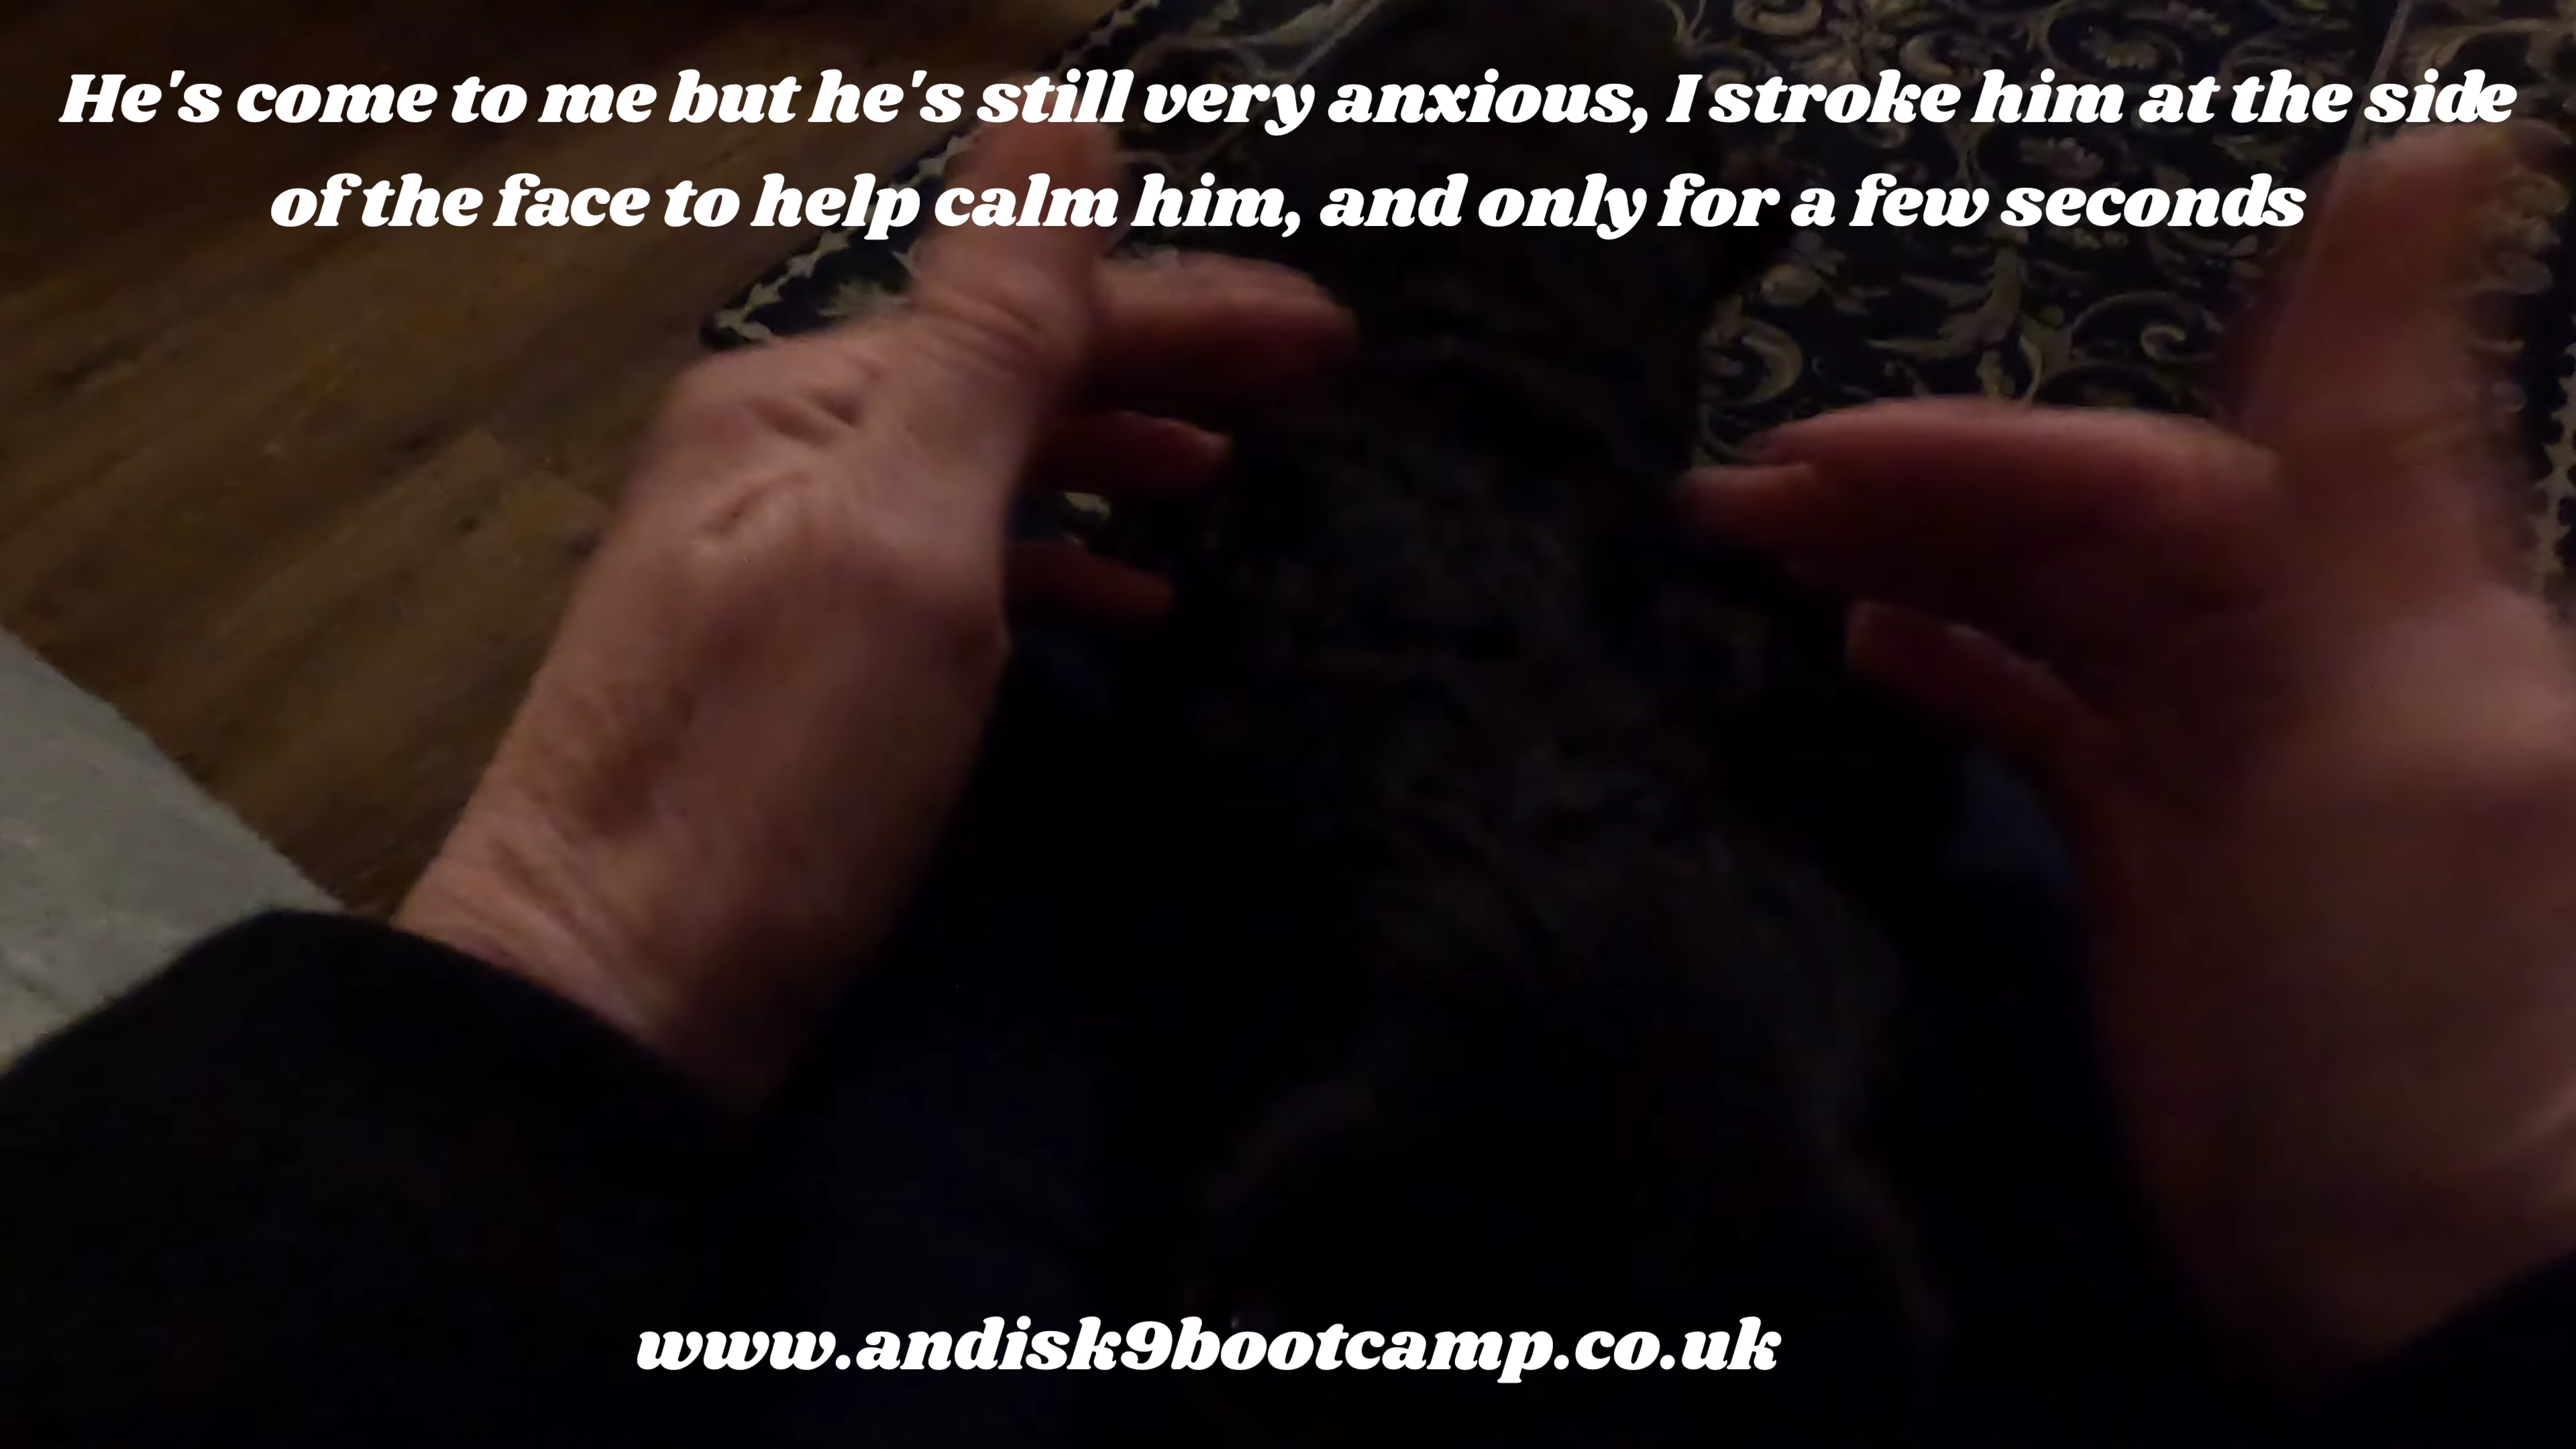 He's come to me but he's still very anxious, I stroke him at the side
of the face to help calm him, and only for a few seconds
www.andisk9bootcamp.co.uk